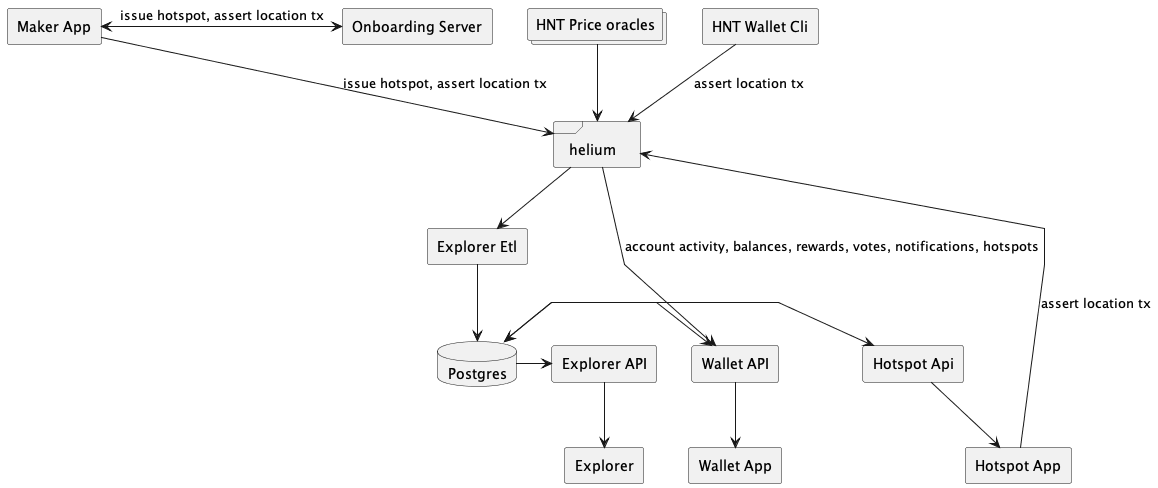 issue hotspot, assert location tx
Maker App
Onboarding Server
HNT Price oracles
HNT Wallet Cli
issue hotspot, assert location tx
assert location tx
helium
Explorer Etl
account activity, balances, rewards, votes, notifications, hotspots
assert location tx
Postgres
Explorer API
Wallet API
Hotspot Api
Explorer
Wallet App
Hotspot App